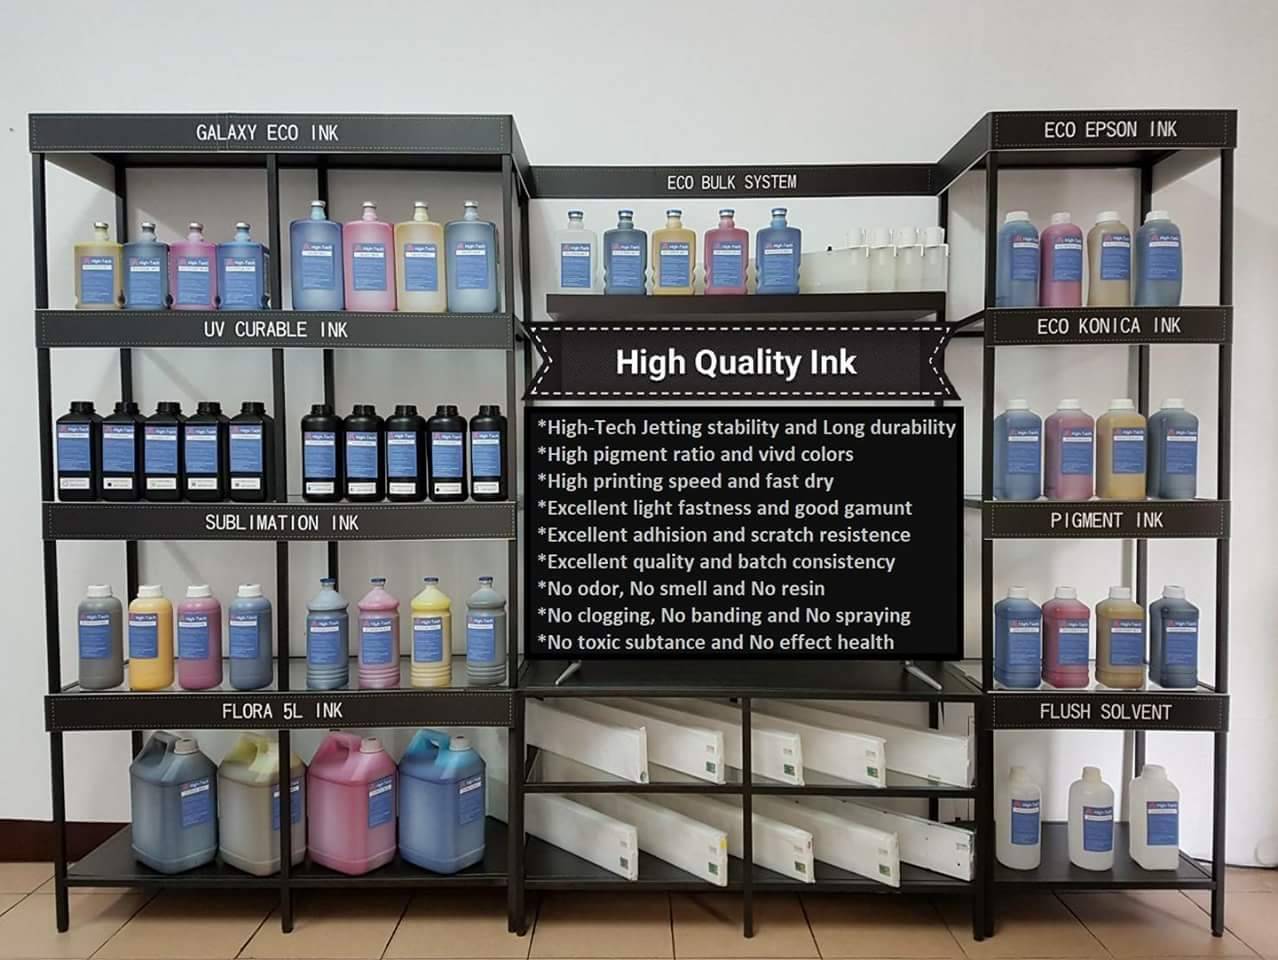 GALAXY ECO INK
ECO EPSON INK
ECO BULK SYSTEM
UV CURABLE INK
ECO KONICA INK
High Quality Ink
*High-Tech Jetting stability and Long durability
*High pigment ratio and vivd colors
*High printing speed and fast dry
*Excellent light fastness and good gamunt
*Excellent adhision and scratch resistence
*Excellent quality and batch consistency
*No odor, No smell and No resin
*No clogging, No banding and No spraying
*No toxic subtance and No effect health
SUBLIMATION INK
PIGMENT INK
FLORA 5L INK
FLUSH SOLVENT
High-Tech